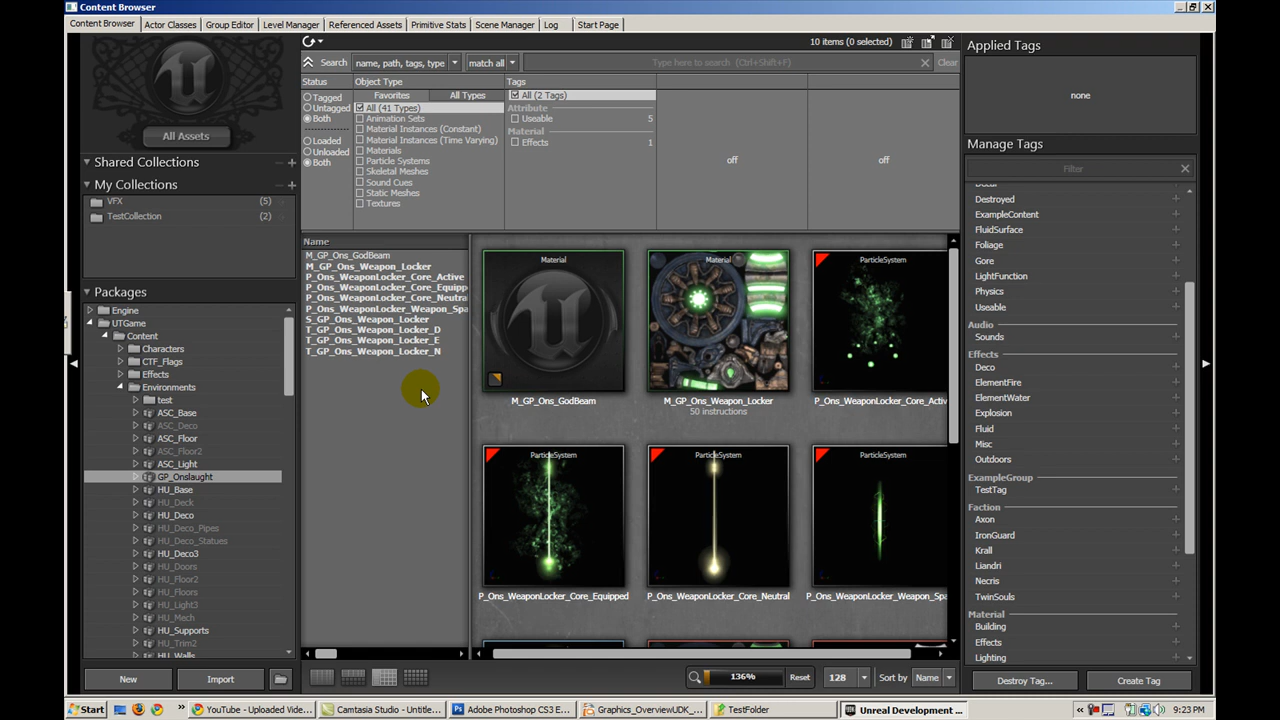 Content Browser
Content Browser Actor Classes Group Editor Level Manager Referenced Assets Primitive Stats Scene Manager Log Start Page
All Assets
Shared Collections
My Collections
VFX (5)
TestCollection (2)
Packages
Engine
UTGame
Content
Characters
CTF_Flags
Effects
Environments
test
ASC_Base
ASC_Deco
ASC_Floor
ASC_Floor2
ASC_Light
GP_Onslaught
HU_Base
HU_Deck
HU_Deco
HU_Deco_Pipes
HU_Deco_Statues
HU_Deco3
HU_Doors
HU_Floor2
HU_Floors
HU_Light3
HU_Mech
HU_Supports
HU_Trim2
HU_Walls
New Import
10 items (0 selected)
Search name, path, tags, type match all Type here to search (Ctrl+Shift+F) Clear
Status
Tagged
Untagged
Both
Loaded
Unloaded
Both
Object Type
Favorites All Types
All (41 Types)
Animation Sets
Material Instances (Constant)
Material Instances (Time Varying)
Materials
Particle Systems
Skeletal Meshes
Sound Cues
Static Meshes
Textures
Tags
All (2 Tags)
Attribute
Useable 5
Material
Effects 1
off
off
Name
M_GP_Ons_GodBeam
M_GP_Ons_Weapon_Locker
P_Ons_WeaponLocker_Core_Active
P_Ons_WeaponLocker_Core_Equipp
P_Ons_WeaponLocker_Core_Neutra
P_Ons_WeaponLocker_Weapon_Spa
S_GP_Ons_Weapon_Locker
T_GP_Ons_Weapon_Locker_D
T_GP_Ons_Weapon_Locker_E
T_GP_Ons_Weapon_Locker_N
Material Material ParticleSystem
M_GP_Ons_GodBeam M_GP_Ons_Weapon_Locker P_Ons_WeaponLocker_Core_Activ
50 instructions
ParticleSystem ParticleSystem ParticleSystem
P_Ons_WeaponLocker_Core_Equipped P_Ons_WeaponLocker_Core_Neutral P_Ons_WeaponLocker_Weapon_Spa
136% Reset 128 Sort by Name
Applied Tags
none
Manage Tags
Filter
Destroyed
ExampleContent
FluidSurface
Foliage
Gore
LightFunction
Physics
Useable
Audio
Sounds
Effects
Deco
ElementFire
ElementWater
Explosion
Fluid
Misc
Outdoors
ExampleGroup
TestTag
Faction
Axon
IronGuard
Krall
Liandri
Necris
TwinSouls
Material
Building
Effects
Lighting
Destroy Tag... Create Tag
Start YouTube - Uploaded Vide... Camtasia Studio - Untitle... Adobe Photoshop CS3 E... Graphics_OverviewUDK_... TestFolder Unreal Development ... 9:23 PM